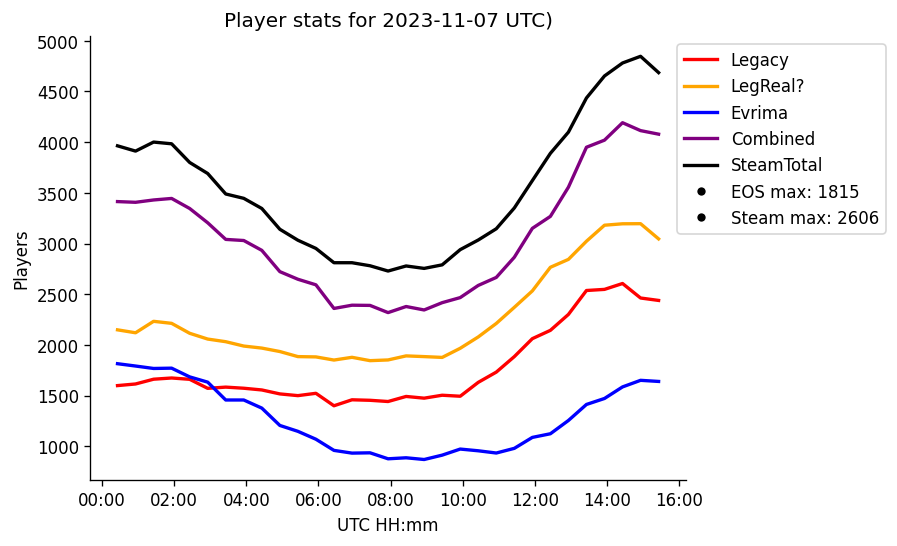 Player stats for 2023-11-07 UTC)
5000
4500
4000
3500
3000
2500
2000
1500
1000
Players
00:00 02:00 04:00 06:00 08:00 10:00 12:00 14:00 16:00
UTC HH:mm
Legacy
LegReal?
Evrima
Combined
SteamTotal
EOS max: 1815
Steam max: 2606